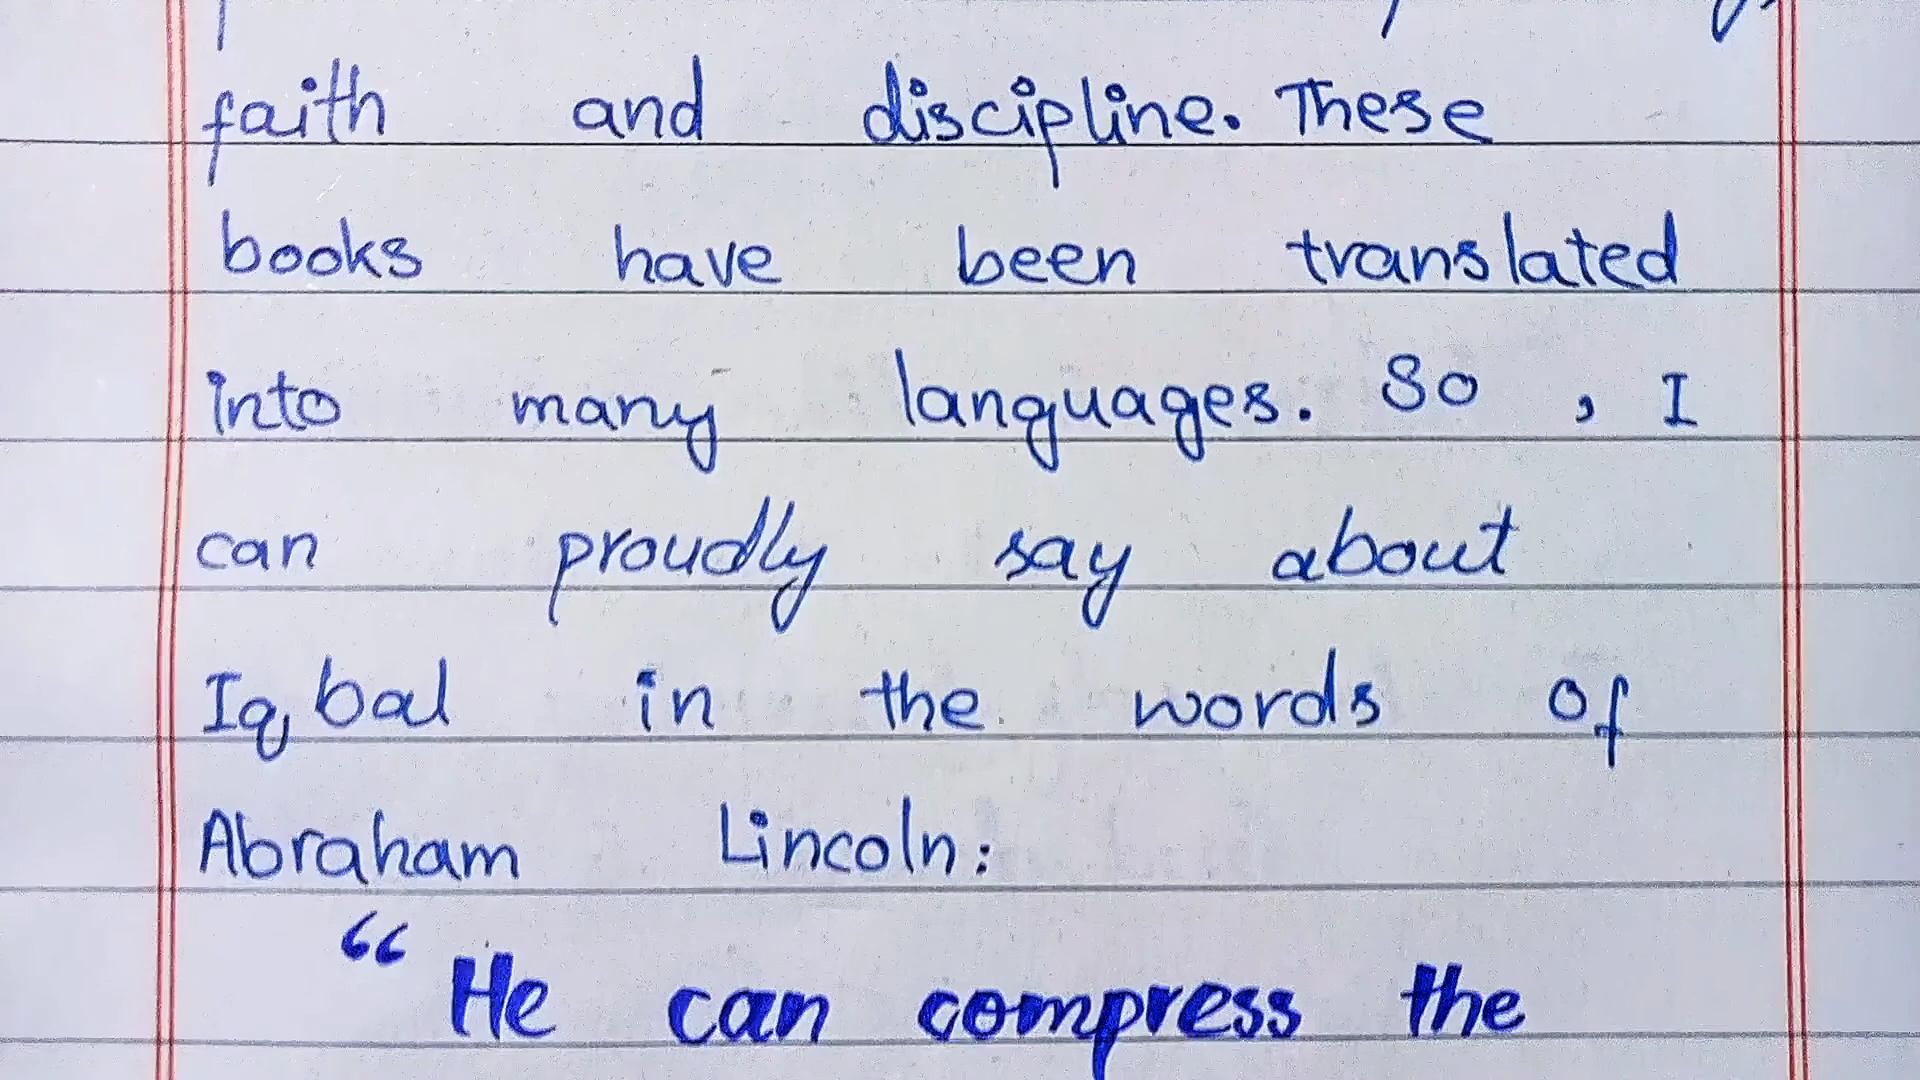 faith and discipline. These
books have been translated
into many languages. So , I
can proudly say about
Iqbal in the words of
Abraham Lincoln:
“ He can compress the